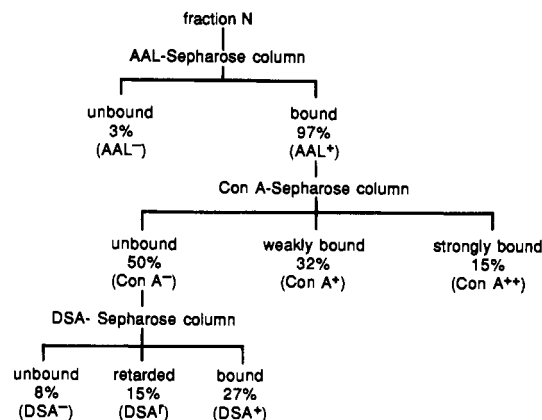 fraction N
AAL-Sepharose column
unbound bound
3% 97%
(AAL⁻) (AAL⁺)
Con A-Sepharose column
unbound weakly bound strongly bound
50% 32% 15%
(Con A⁻) (Con A⁺) (Con A⁺⁺)
DSA- Sepharose column
unbound retarded bound
8% 15% 27%
(DSA⁻) (DSAʳ) (DSA⁺)